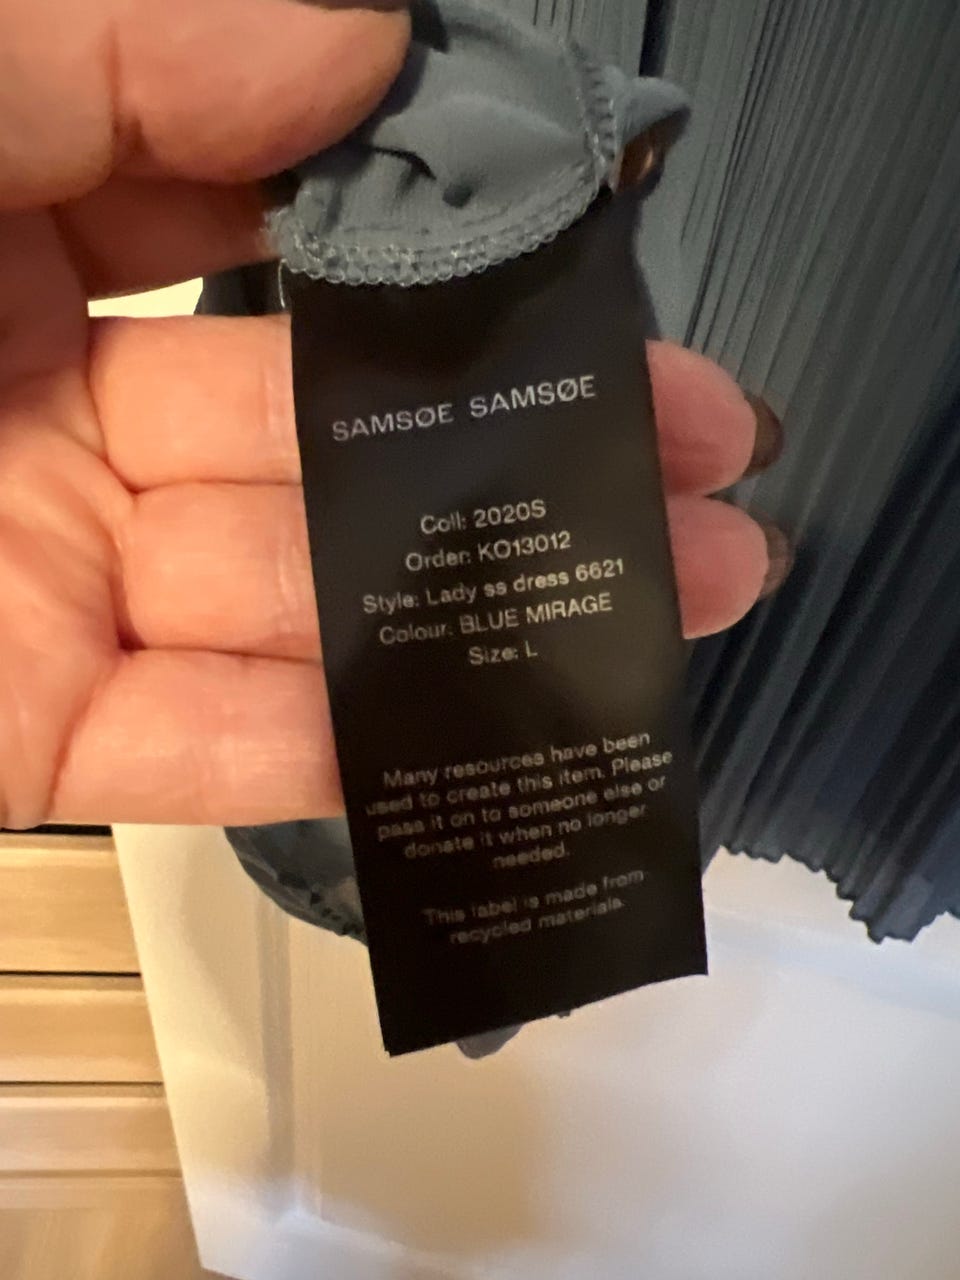 SAMSØE SAMSØE
Coll: 2020S
Order: KO13012
Style: Lady ss dress 6621
Colour: BLUE MIRAGE
Size: L
Many resources have been
used to create this item. Please
pass it on to someone else or
donate it when no longer
needed.
This label is made from
recycled materials.